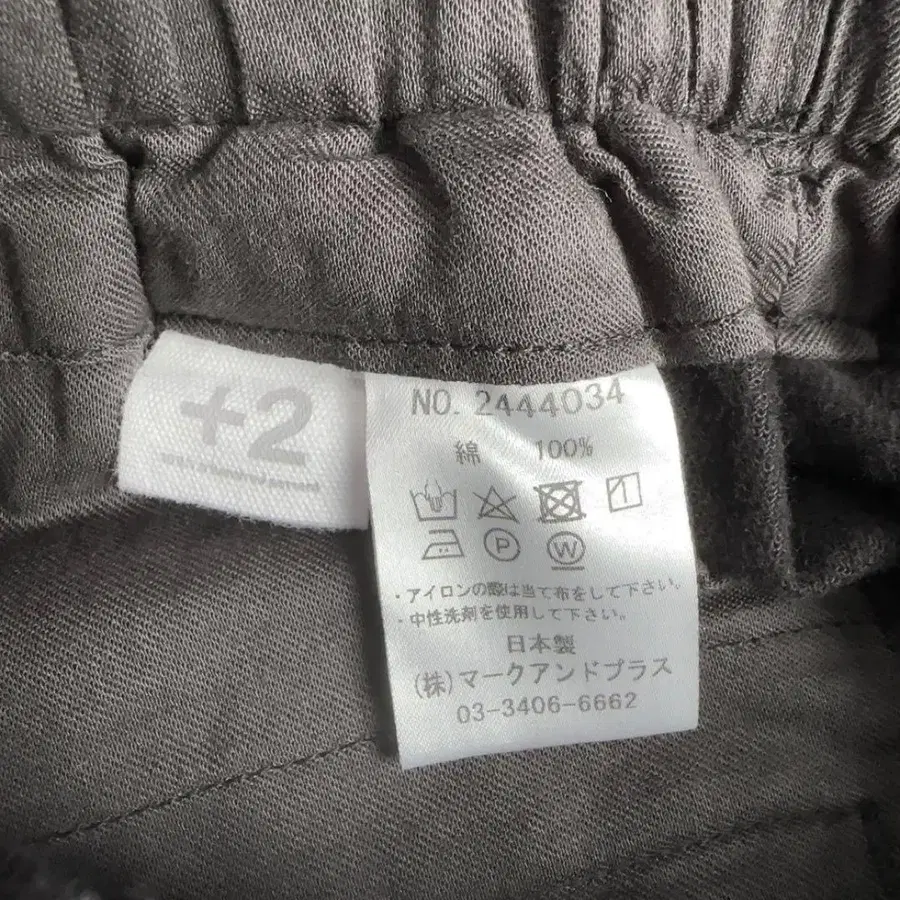 +2
NO. 2444034
綿 100%
1
P
W
・アイロンの際は当て布をして下さい。
・中性洗剤を使用して下さい。
日本製
(株)マークアンドプラス
03-3406-6662